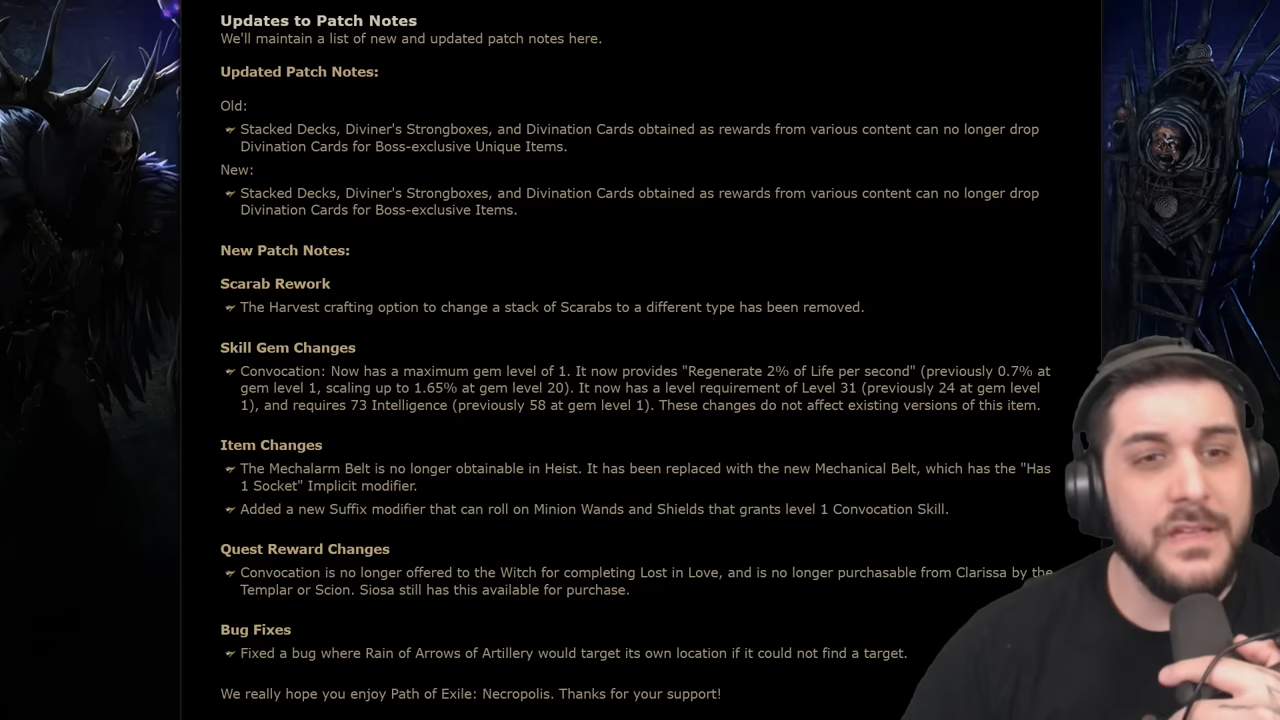 Updates to Patch Notes
We'll maintain a list of new and updated patch notes here.
Updated Patch Notes:
Old:
Stacked Decks, Diviner's Strongboxes, and Divination Cards obtained as rewards from various content can no longer drop
Divination Cards for Boss-exclusive Unique Items.
New:
Stacked Decks, Diviner's Strongboxes, and Divination Cards obtained as rewards from various content can no longer drop
Divination Cards for Boss-exclusive Items.
New Patch Notes:
Scarab Rework
The Harvest crafting option to change a stack of Scarabs to a different type has been removed.
Skill Gem Changes
Convocation: Now has a maximum gem level of 1. It now provides "Regenerate 2% of Life per second" (previously 0.7% at
gem level 1, scaling up to 1.65% at gem level 20). It now has a level requirement of Level 31 (previously 24 at gem level
1), and requires 73 Intelligence (previously 58 at gem level 1). These changes do not affect existing versions of this item.
Item Changes
The Mechalarm Belt is no longer obtainable in Heist. It has been replaced with the new Mechanical Belt, which has the "Has
1 Socket" Implicit modifier.
Added a new Suffix modifier that can roll on Minion Wands and Shields that grants level 1 Convocation Skill.
Quest Reward Changes
Convocation is no longer offered to the Witch for completing Lost in Love, and is no longer purchasable from Clarissa by the
Templar or Scion. Siosa still has this available for purchase.
Bug Fixes
Fixed a bug where Rain of Arrows of Artillery would target its own location if it could not find a target.
We really hope you enjoy Path of Exile: Necropolis. Thanks for your support!